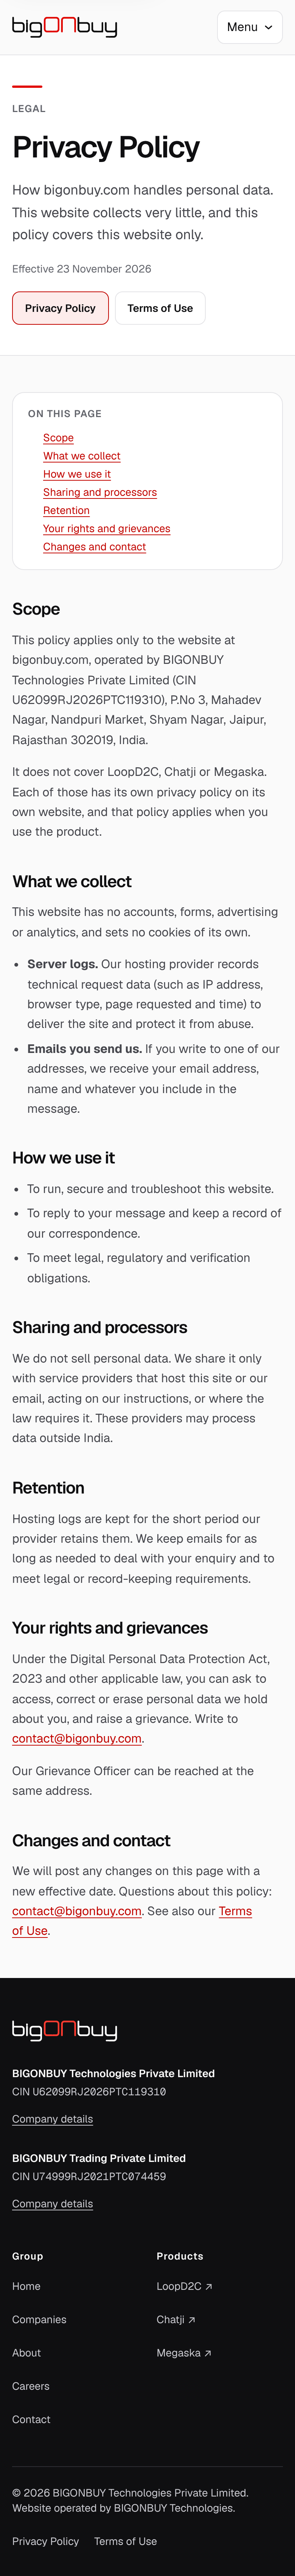 bigONbuy
Menu
LEGAL
Privacy Policy
How bigonbuy.com handles personal data.
This website collects very little, and this
policy covers this website only.
Effective 23 November 2026
Privacy Policy
Terms of Use
ON THIS PAGE
Scope
What we collect
How we use it
Sharing and processors
Retention
Your rights and grievances
Changes and contact
Scope
This policy applies only to the website at
bigonbuy.com, operated by BIGONBUY
Technologies Private Limited (CIN
U62099RJ2026PTC119310), P.No 3, Mahadev
Nagar, Nandpuri Market, Shyam Nagar, Jaipur,
Rajasthan 302019, India.
It does not cover LoopD2C, Chatji or Megaska.
Each of those has its own privacy policy on its
own website, and that policy applies when you
use the product.
What we collect
This website has no accounts, forms, advertising
or analytics, and sets no cookies of its own.
• Server logs. Our hosting provider records
technical request data (such as IP address,
browser type, page requested and time) to
deliver the site and protect it from abuse.
• Emails you send us. If you write to one of our
addresses, we receive your email address,
name and whatever you include in the
message.
How we use it
• To run, secure and troubleshoot this website.
• To reply to your message and keep a record of
our correspondence.
• To meet legal, regulatory and verification
obligations.
Sharing and processors
We do not sell personal data. We share it only
with service providers that host this site or our
email, acting on our instructions, or where the
law requires it. These providers may process
data outside India.
Retention
Hosting logs are kept for the short period our
provider retains them. We keep emails for as
long as needed to deal with your enquiry and to
meet legal or record-keeping requirements.
Your rights and grievances
Under the Digital Personal Data Protection Act,
2023 and other applicable law, you can ask to
access, correct or erase personal data we hold
about you, and raise a grievance. Write to
contact@bigonbuy.com.
Our Grievance Officer can be reached at the
same address.
Changes and contact
We will post any changes on this page with a
new effective date. Questions about this policy:
contact@bigonbuy.com. See also our Terms
of Use.
bigONbuy
BIGONBUY Technologies Private Limited
CIN U62099RJ2026PTC119310
Company details
BIGONBUY Trading Private Limited
CIN U74999RJ2021PTC074459
Company details
Group
Home
Companies
About
Careers
Contact
Products
LoopD2C ↗
Chatji ↗
Megaska ↗
© 2026 BIGONBUY Technologies Private Limited.
Website operated by BIGONBUY Technologies.
Privacy Policy
Terms of Use